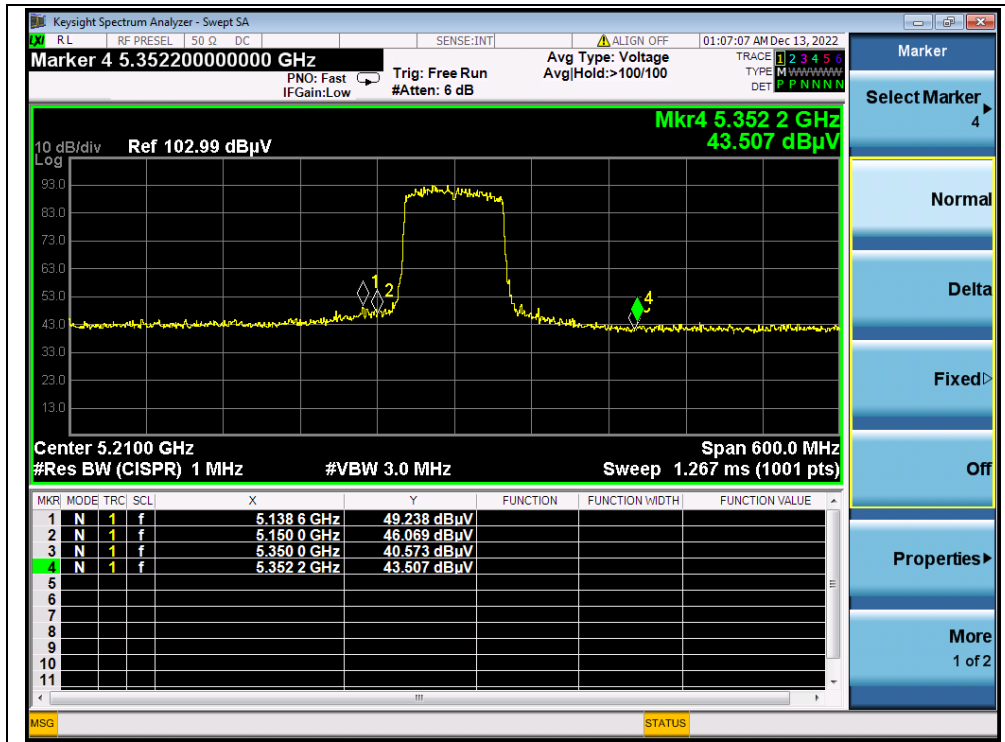 Keysight Spectrum Analyzer - Swept SA
LXI RL RF PRESEL 50 Ω DC SENSE:INT ALIGN OFF 01:07:07 AM Dec 13, 2022
Marker 4 5.352200000000 GHz
PNO: Fast
IFGain:Low
Trig: Free Run
#Atten: 6 dB
Avg Type: Voltage
Avg|Hold:>100/100
TRACE 1 2 3 4 5 6
TYPE M WWWWW
DET P P N N N N
Mkr4 5.352 2 GHz
43.507 dBµV
10 dB/div Ref 102.99 dBµV
Log
93.0
83.0
73.0
63.0
53.0
43.0
33.0
23.0
13.0
1
2
4
Center 5.2100 GHz Span 600.0 MHz
#Res BW (CISPR) 1 MHz #VBW 3.0 MHz Sweep 1.267 ms (1001 pts)
MKR MODE TRC SCL X Y FUNCTION FUNCTION WIDTH FUNCTION VALUE
1 N 1 f 5.138 6 GHz 49.238 dBµV
2 N 1 f 5.150 0 GHz 46.069 dBµV
3 N 1 f 5.350 0 GHz 40.573 dBµV
4 N 1 f 5.352 2 GHz 43.507 dBµV
5
6
7
8
9
10
11
MSG STATUS
Marker
Select Marker
4
Normal
Delta
Fixed
Off
Properties
More
1 of 2